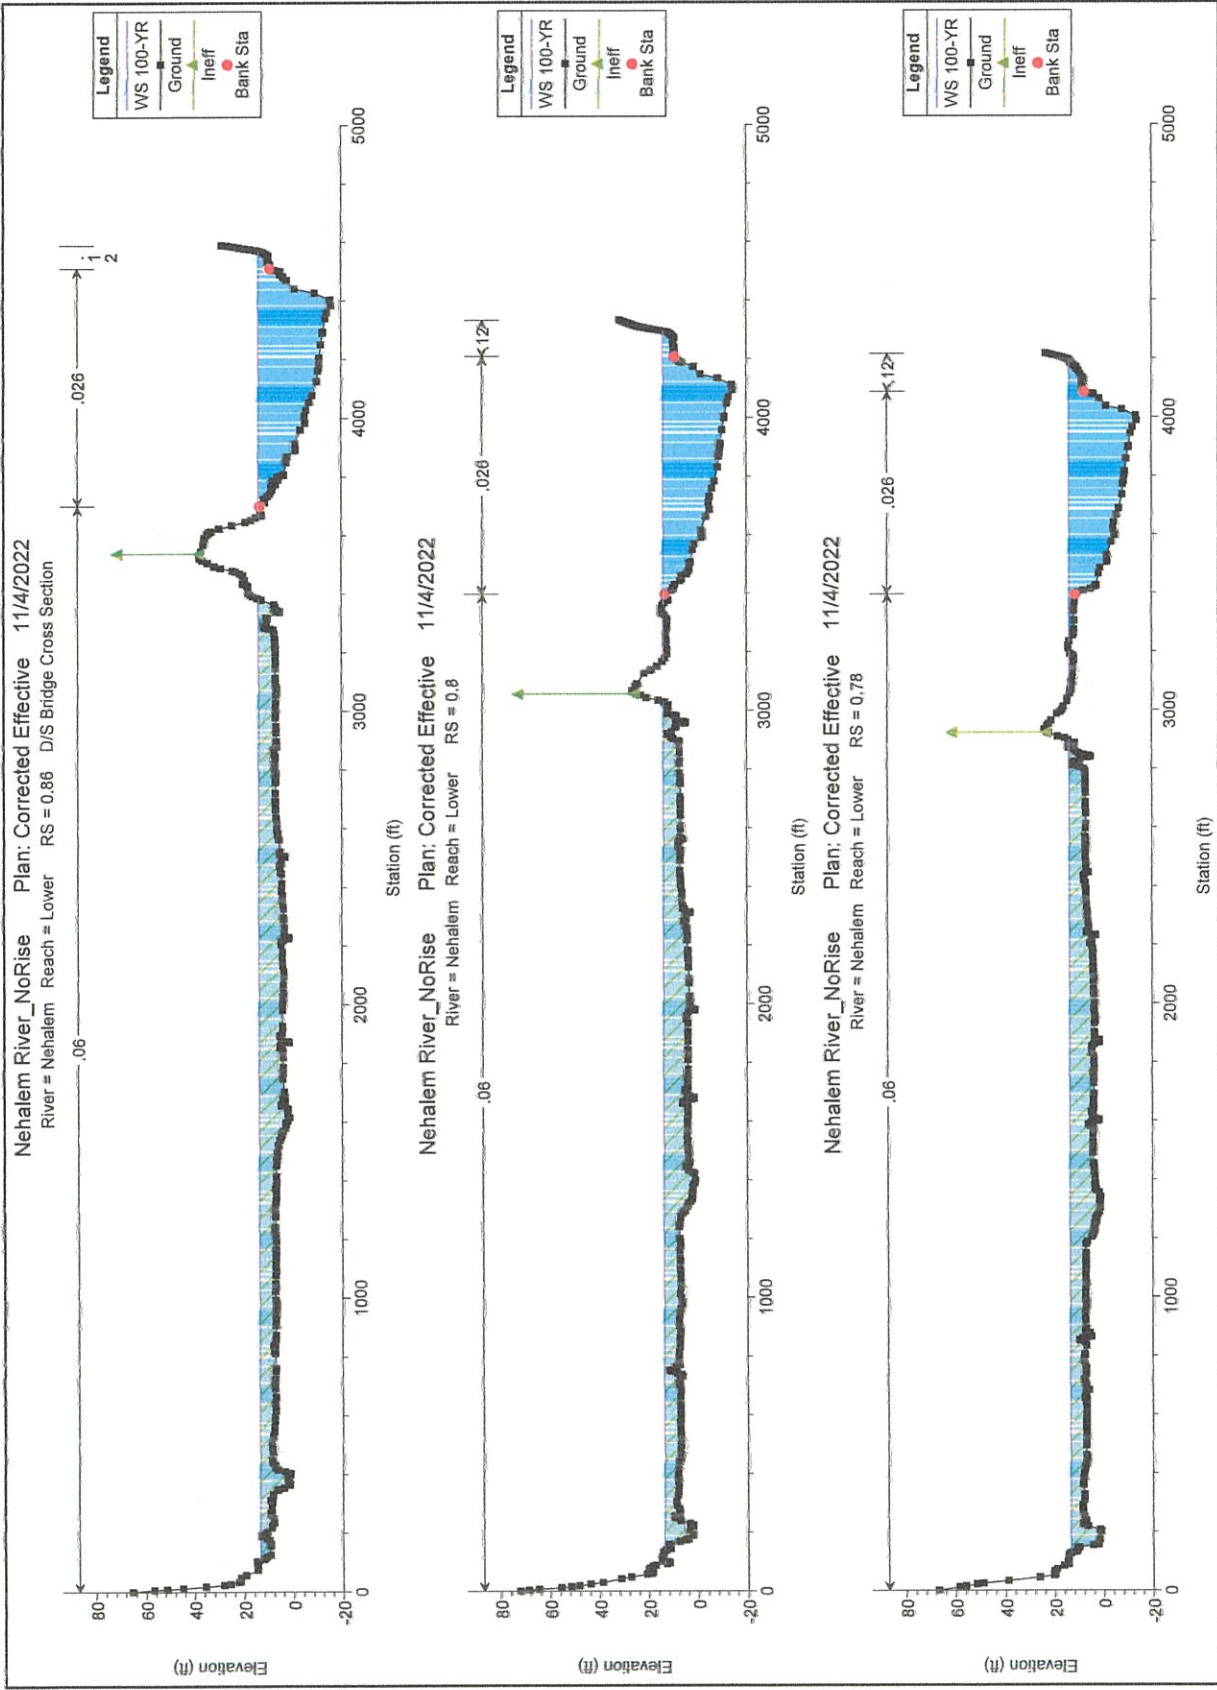 Nehalem River_NoRise Plan: Corrected Effective 11/4/2022
River = Nehalem Reach = Lower RS = 0.86 D/S Bridge Cross Section
.06
.026
.
1
2
Legend
WS 100-YR
Ground
Ineff
Bank Sta
80
60
40
20
0
-20
Elevation (ft)
0
1000
2000
3000
4000
5000
Station (ft)
Nehalem River_NoRise Plan: Corrected Effective 11/4/2022
River = Nehalem Reach = Lower RS = 0.8
.06
.026
.12
Legend
WS 100-YR
Ground
Ineff
Bank Sta
80
60
40
20
0
-20
Elevation (ft)
0
1000
2000
3000
4000
5000
Station (ft)
Nehalem River_NoRise Plan: Corrected Effective 11/4/2022
River = Nehalem Reach = Lower RS = 0.78
.06
.026
.12
Legend
WS 100-YR
Ground
Ineff
Bank Sta
80
60
40
20
0
-20
Elevation (ft)
0
1000
2000
3000
4000
5000
Station (ft)